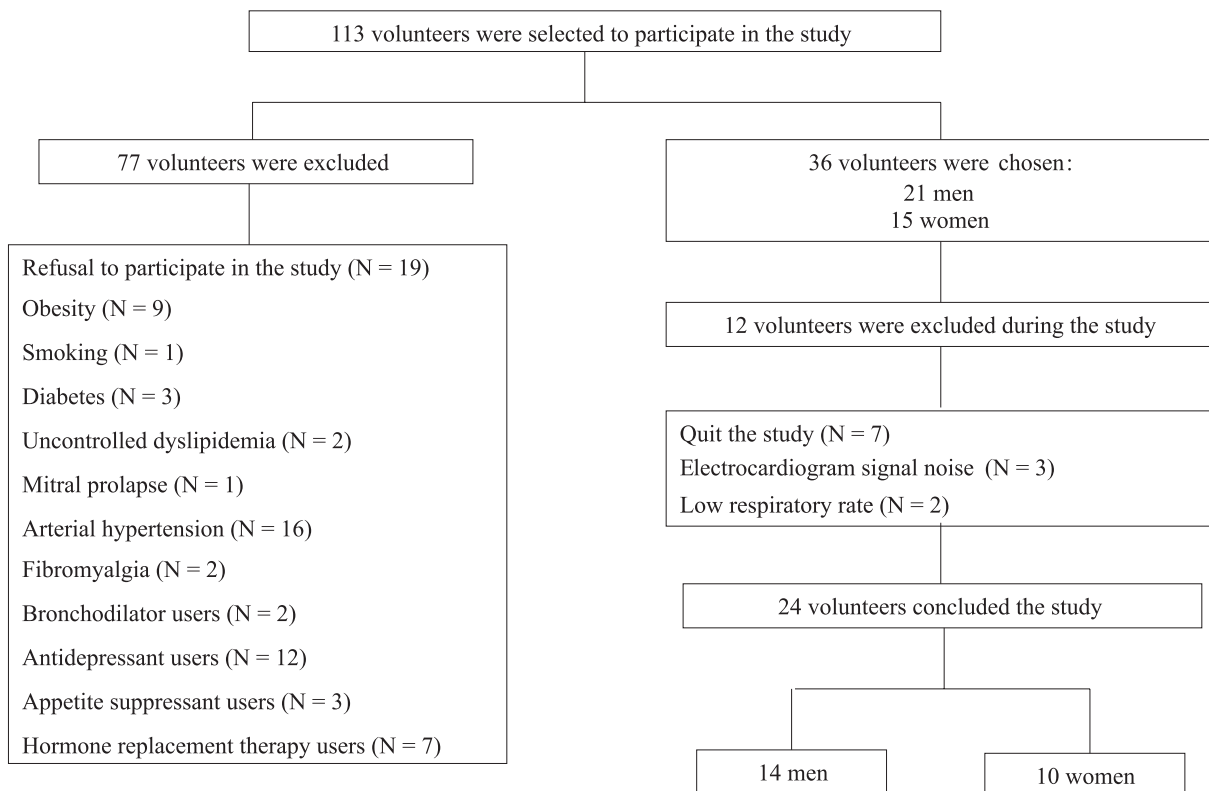 113 volunteers were selected to participate in the study
77 volunteers were excluded
Refusal to participate in the study (N = 19)
Obesity (N = 9)
Smoking (N = 1)
Diabetes (N = 3)
Uncontrolled dyslipidemia (N = 2)
Mitral prolapse (N = 1)
Arterial hypertension (N = 16)
Fibromyalgia (N = 2)
Bronchodilator users (N = 2)
Antidepressant users (N = 12)
Appetite suppressant users (N = 3)
Hormone replacement therapy users (N = 7)
36 volunteers were chosen:
21 men
15 women
12 volunteers were excluded during the study
Quit the study (N = 7)
Electrocardiogram signal noise (N = 3)
Low respiratory rate (N = 2)
24 volunteers concluded the study
14 men
10 women